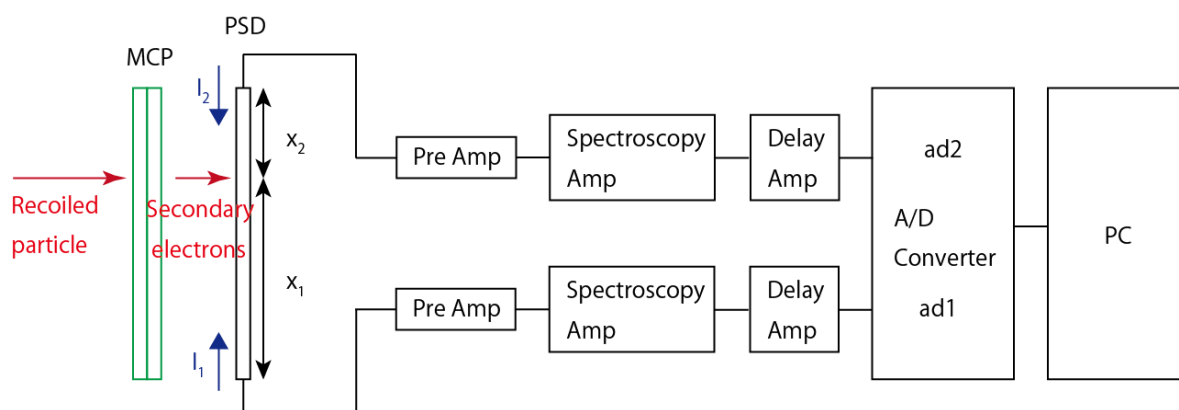 PSD
MCP
I2
x2
Recoiled
particle
Secondary
electrons
x1
I1
Pre Amp
Spectroscopy
Amp
Delay
Amp
Pre Amp
Spectroscopy
Amp
Delay
Amp
ad2
A/D
Converter
ad1
PC